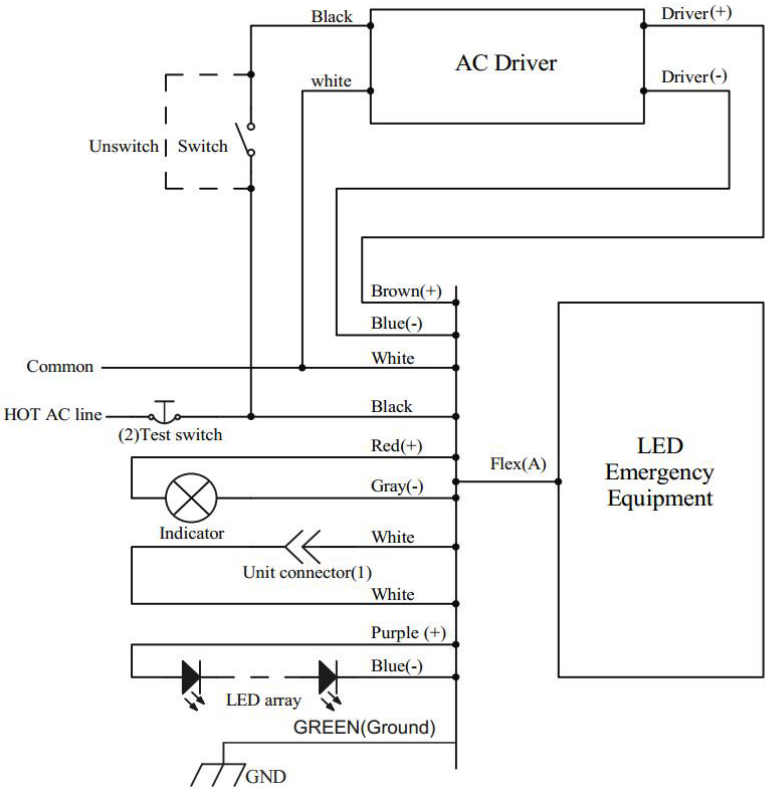 Black
Driver(+)
AC Driver
white
Driver(-)
Unswitch
Switch
Brown(+)
Blue(-)
White
Common
Black
HOT AC line
(2)Test switch
Red(+)
Flex(A)
Gray(-)
LED
Emergency
Equipment
Indicator
White
Unit connector(1)
White
Purple (+)
Blue(-)
LED array
GREEN(Ground)
GND